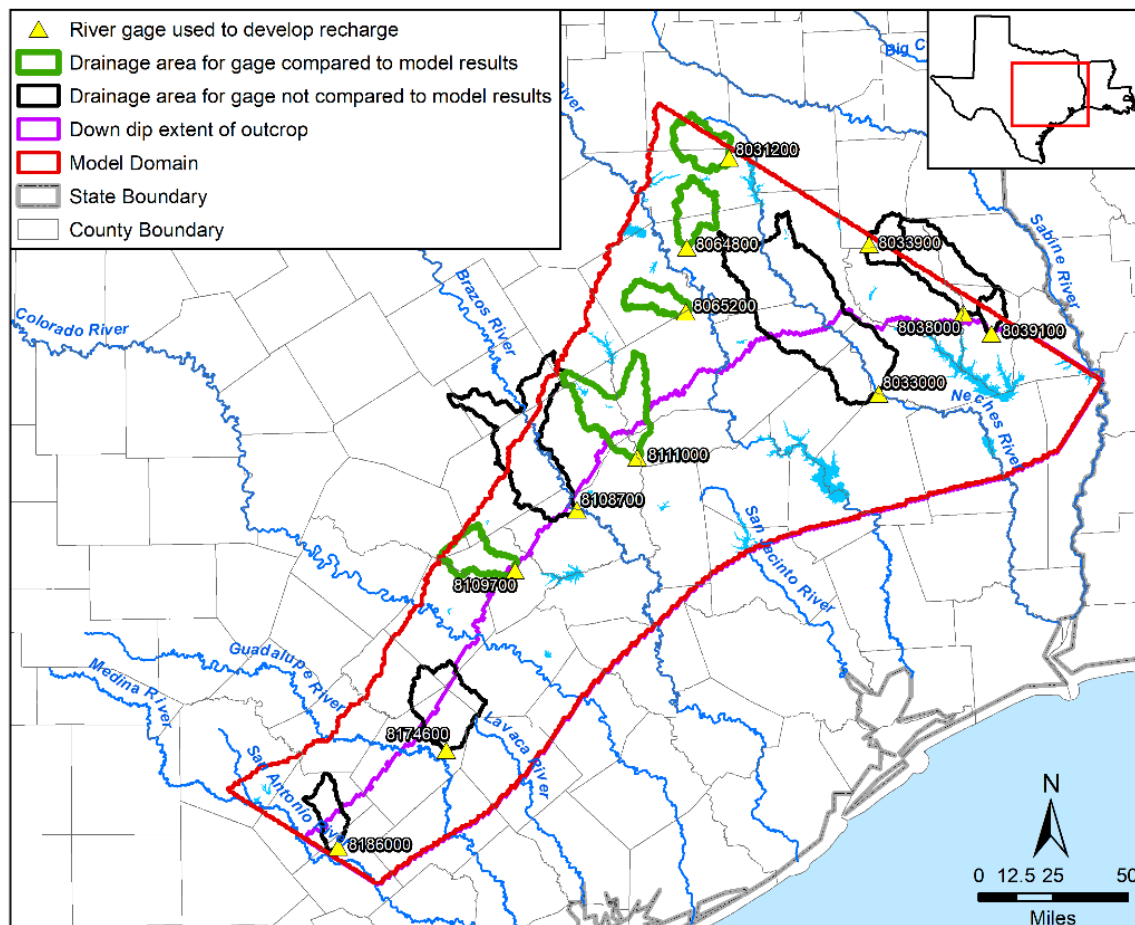 River gage used to develop recharge
Drainage area for gage compared to model results
Drainage area for gage not compared to model results
Down dip extent of outcrop
Model Domain
State Boundary
County Boundary
Big C
River
8031200
8064800
8033900
Sabine River
8065200
8038000
8039100
Brazos River
Colorado River
8033000
Neches River
8111000
8108700
San Jacinto River
8109700
Guadalupe River
Medina River
8174600
Lavaca River
San Antonio River
8186000
N
0 12.5 25 50
Miles